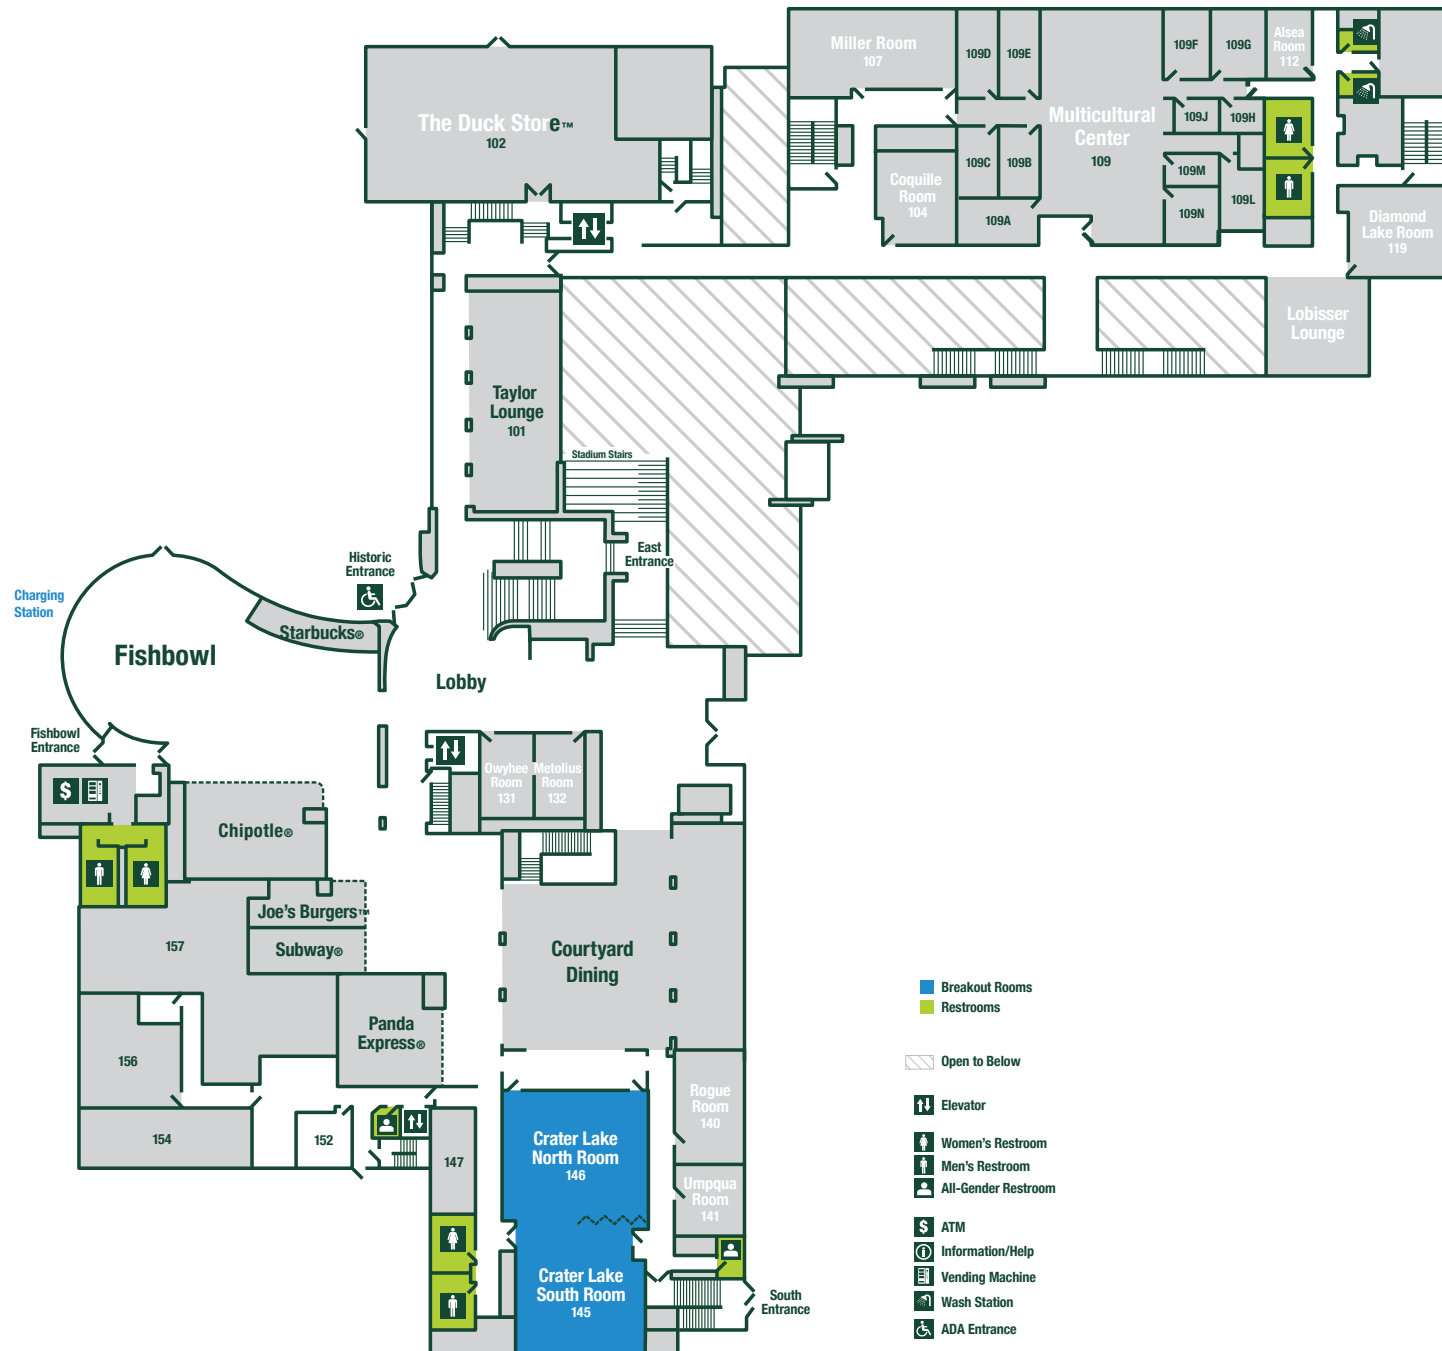 Miller Room
107
109D
109E
109F
109G
Alsea
Room
112
The Duck Store™
102
Multicultural
Center
109
109J
109H
109C
109B
109M
Coquille
Room
104
109A
109N
109L
Diamond
Lake Room
119
Lobisser
Lounge
Taylor
Lounge
101
Stadium Stairs
East
Entrance
Historic
Entrance
Charging
Station
Starbucks®
Fishbowl
Lobby
Fishbowl
Entrance
$
Owyhee
Room
131
Metolius
Room
132
Chipotle®
Joe's Burgers™
Subway®
157
Courtyard
Dining
Panda
Express®
156
154
152
147
Rogue
Room
140
Crater Lake
North Room
146
Umpqua
Room
141
Crater Lake
South Room
145
South
Entrance
Breakout Rooms
Restrooms
Open to Below
Elevator
Women's Restroom
Men's Restroom
All-Gender Restroom
$ ATM
i Information/Help
Vending Machine
Wash Station
ADA Entrance